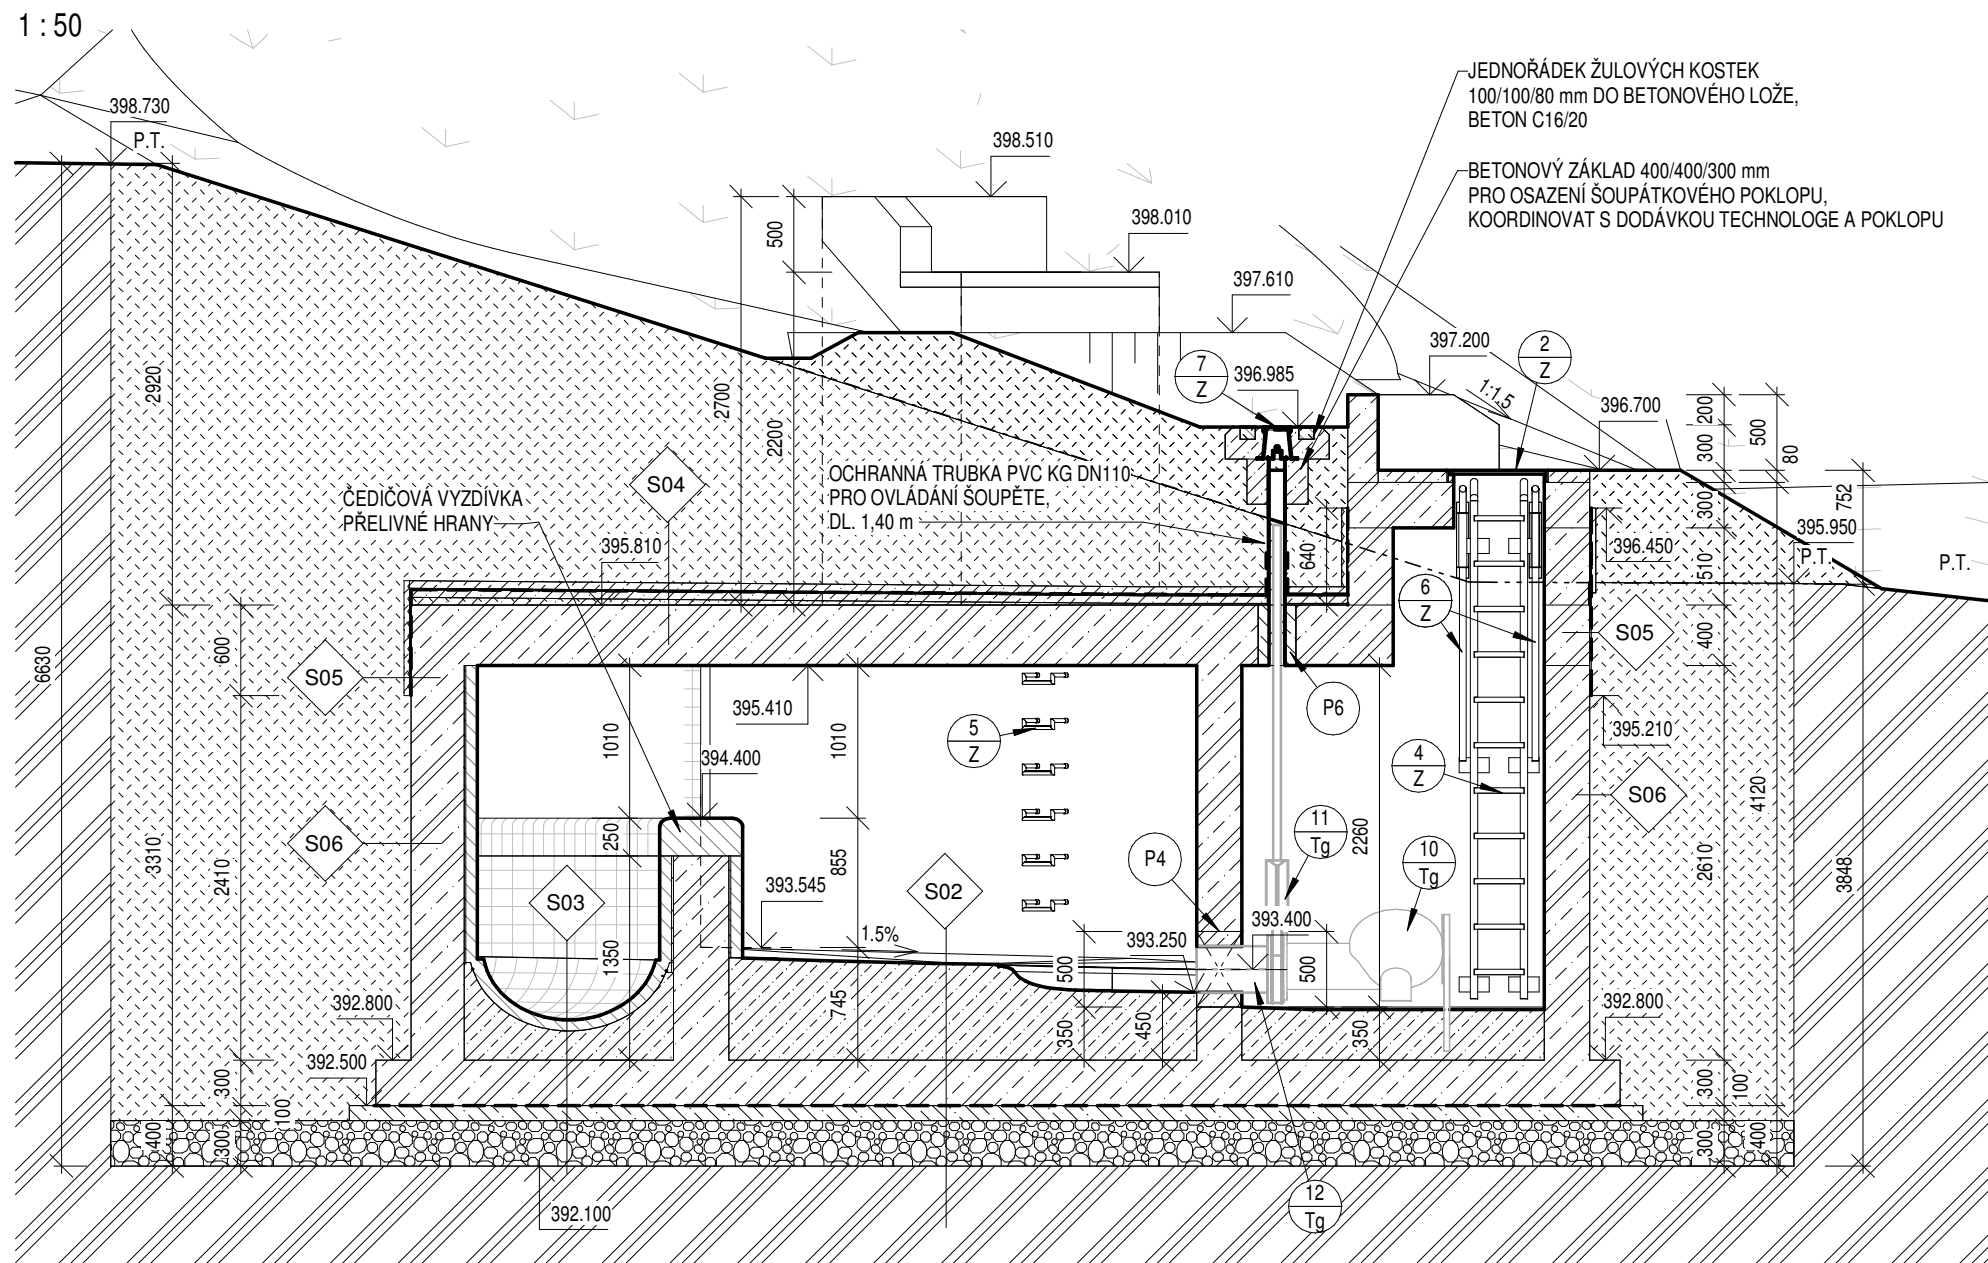 1 : 50
JEDNOŘÁDEK ŽULOVÝCH KOSTEK
100/100/80 mm DO BETONOVÉHO LOŽE,
BETON C16/20
398.730
P.T.
398.510
BETONOVÝ ZÁKLAD 400/400/300 mm
PRO OSAZENÍ ŠOUPÁTKOVÉHO POKLOPU,
KOORDINOVAT S DODÁVKOU TECHNOLOGE A POKLOPU
398.010
500
397.610
397.200
2
Z
7
Z
396.985
1:1,5
396.700
2920
2700
2200
200
300
500
80
OCHRANNÁ TRUBKA PVC KG DN110
PRO OVLÁDÁNÍ ŠOUPĚTE,
DL. 1,40 m
S04
ČEDIČOVÁ VYZDÍVKA
PŘELIVNÉ HRANY
300
752
395.950
P.T.
P.T.
396.450
395.810
640
510
6
Z
S05
400
6630
600
S05
395.410
P6
395.210
1010
1010
5
Z
394.400
4
Z
S06
4120
S06
250
11
Tg
2260
10
Tg
P4
3310
2410
855
2610
3848
S03
S02
393.545
1.5%
393.400
393.250
1350
500
500
392.800
745
350
450
350
392.800
392.500
300
100
300
100
400
300
300
400
12
Tg
392.100